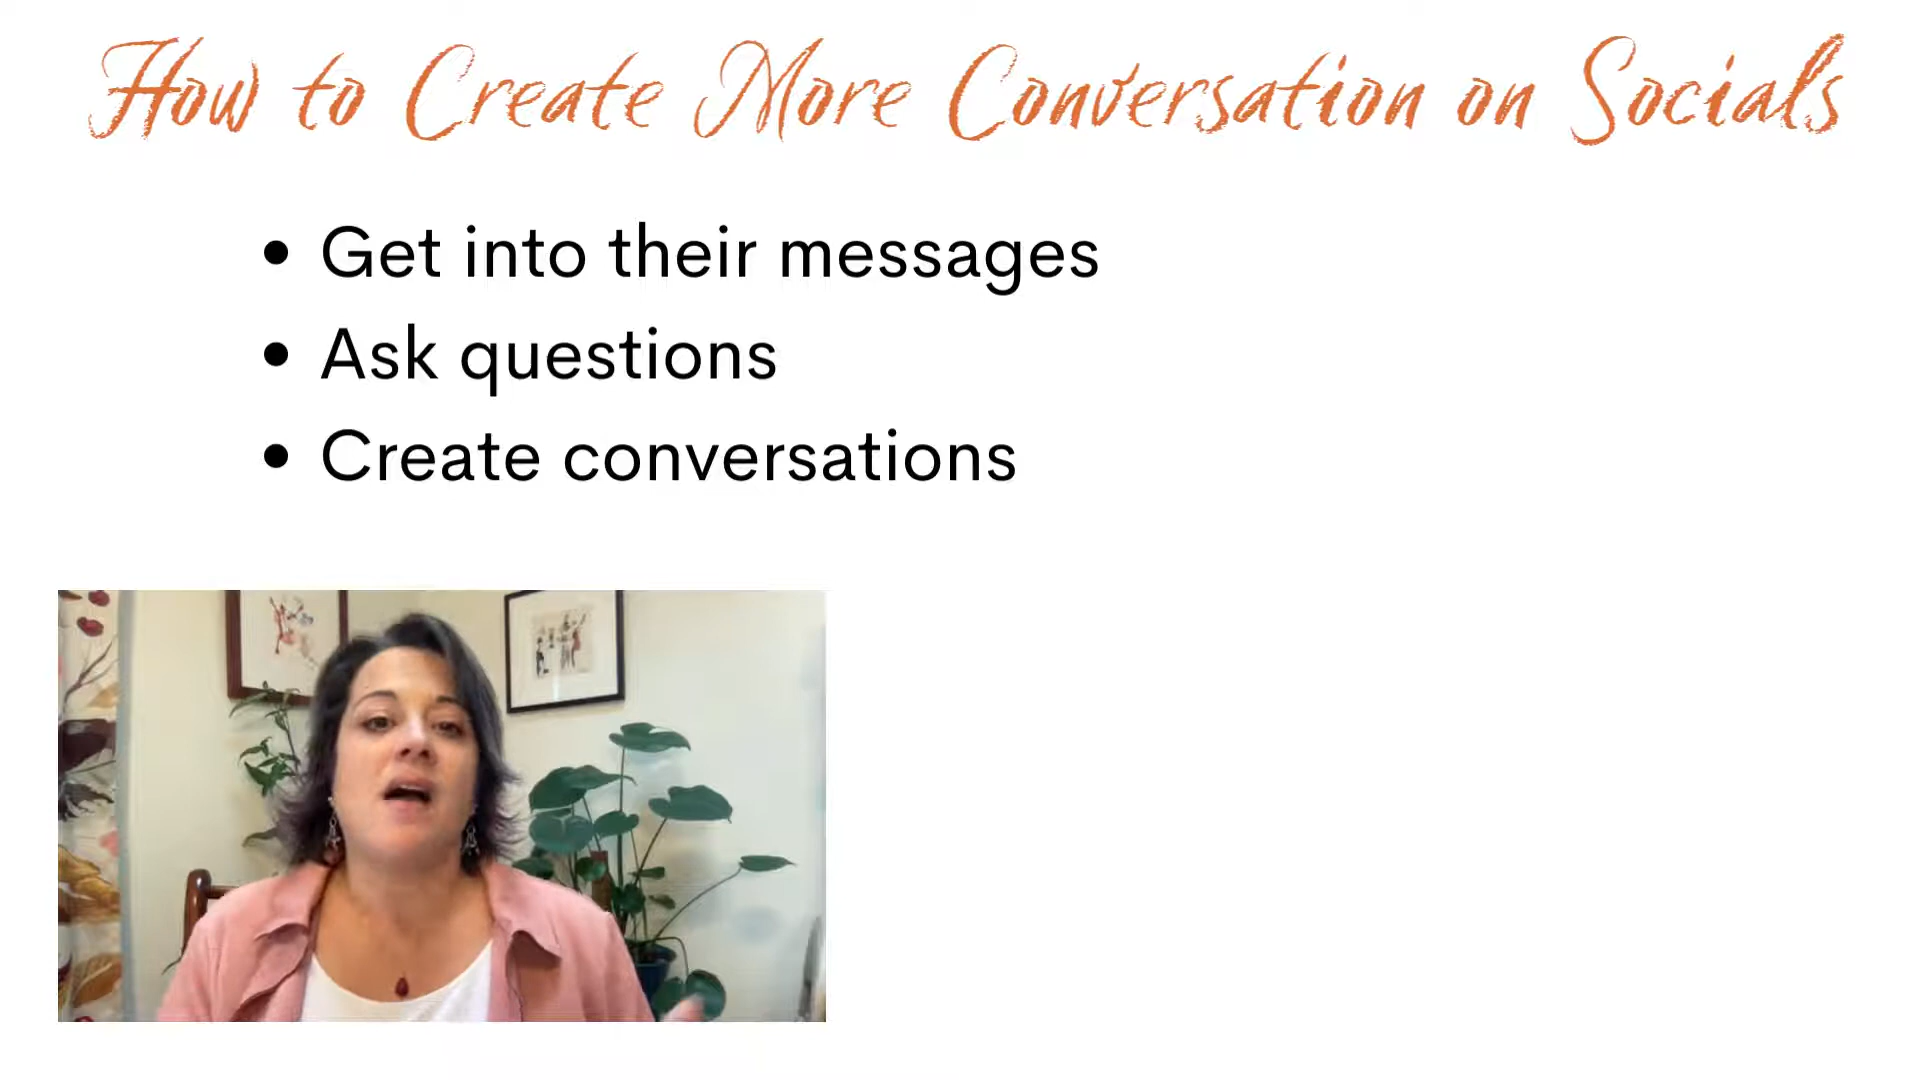 How to Create More Conversation on Socials
• Get into their messages
• Ask questions
• Create conversations